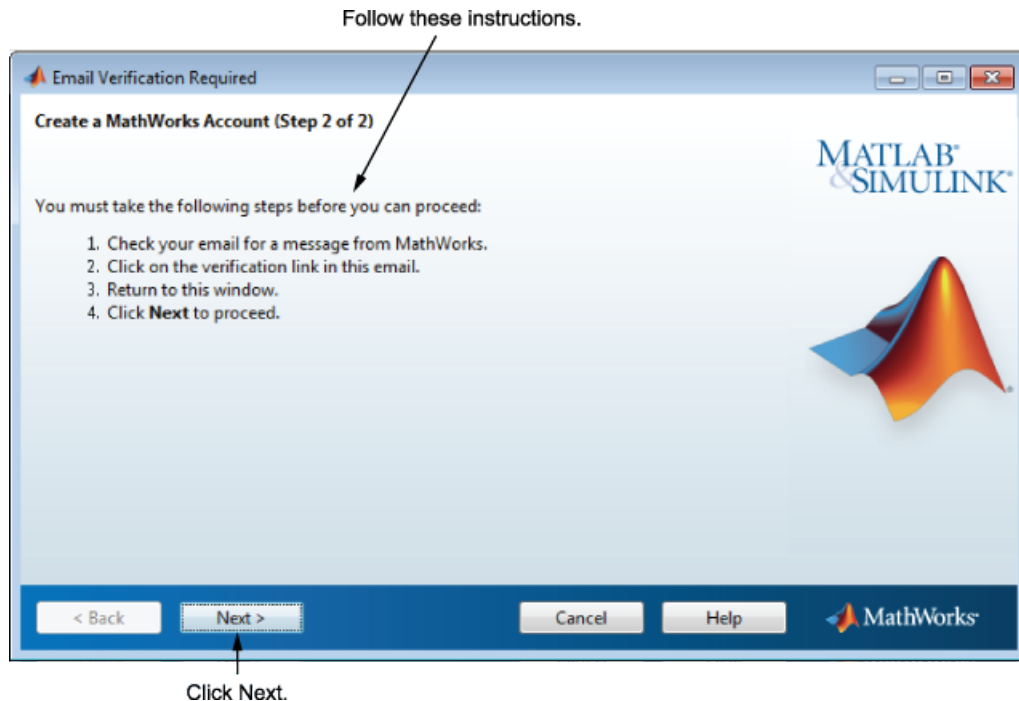 Follow these instructions.
Email Verification Required
Create a MathWorks Account (Step 2 of 2)
MATLAB®
&SIMULINK®
You must take the following steps before you can proceed:
1. Check your email for a message from MathWorks.
2. Click on the verification link in this email.
3. Return to this window.
4. Click Next to proceed.
< Back
Next >
Cancel
Help
MathWorks®
Click Next.